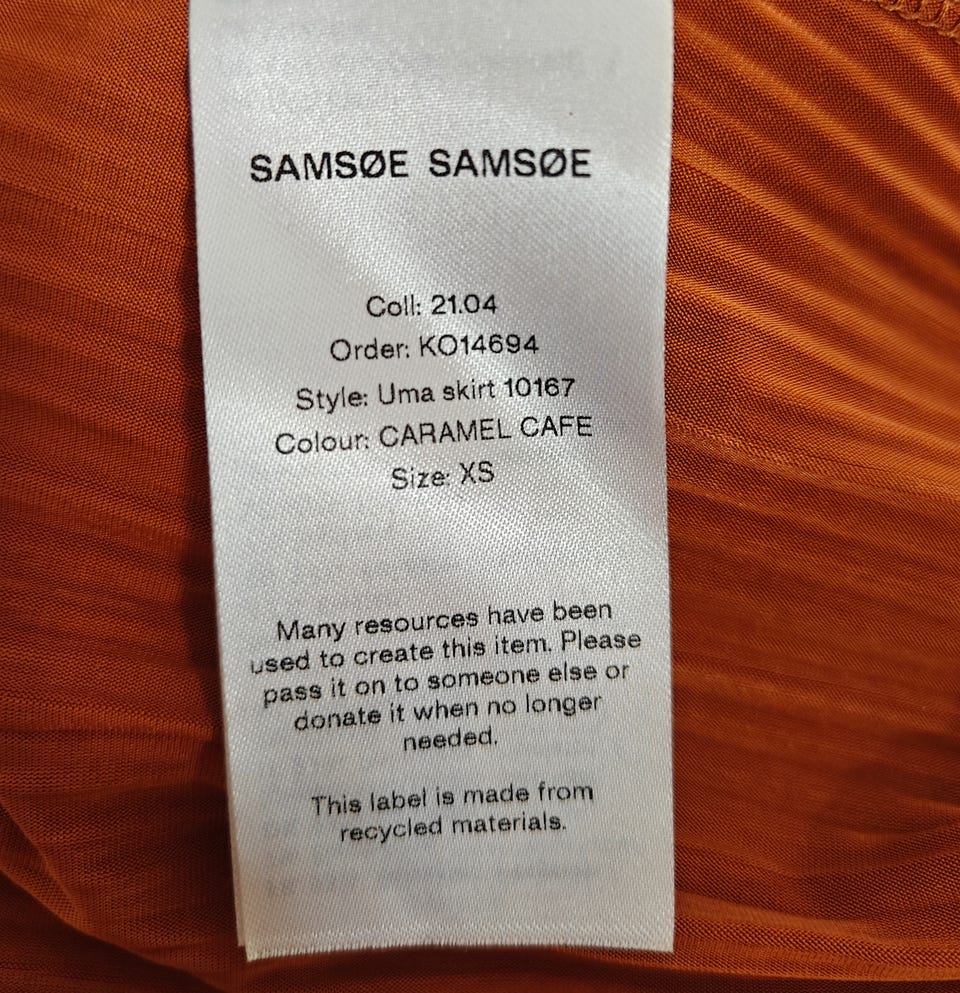 SAMSØE SAMSØE
Coll: 21.04
Order: KO14694
Style: Uma skirt 10167
Colour: CARAMEL CAFE
Size: XS
Many resources have been
used to create this item. Please
pass it on to someone else or
donate it when no longer
needed.
This label is made from
recycled materials.